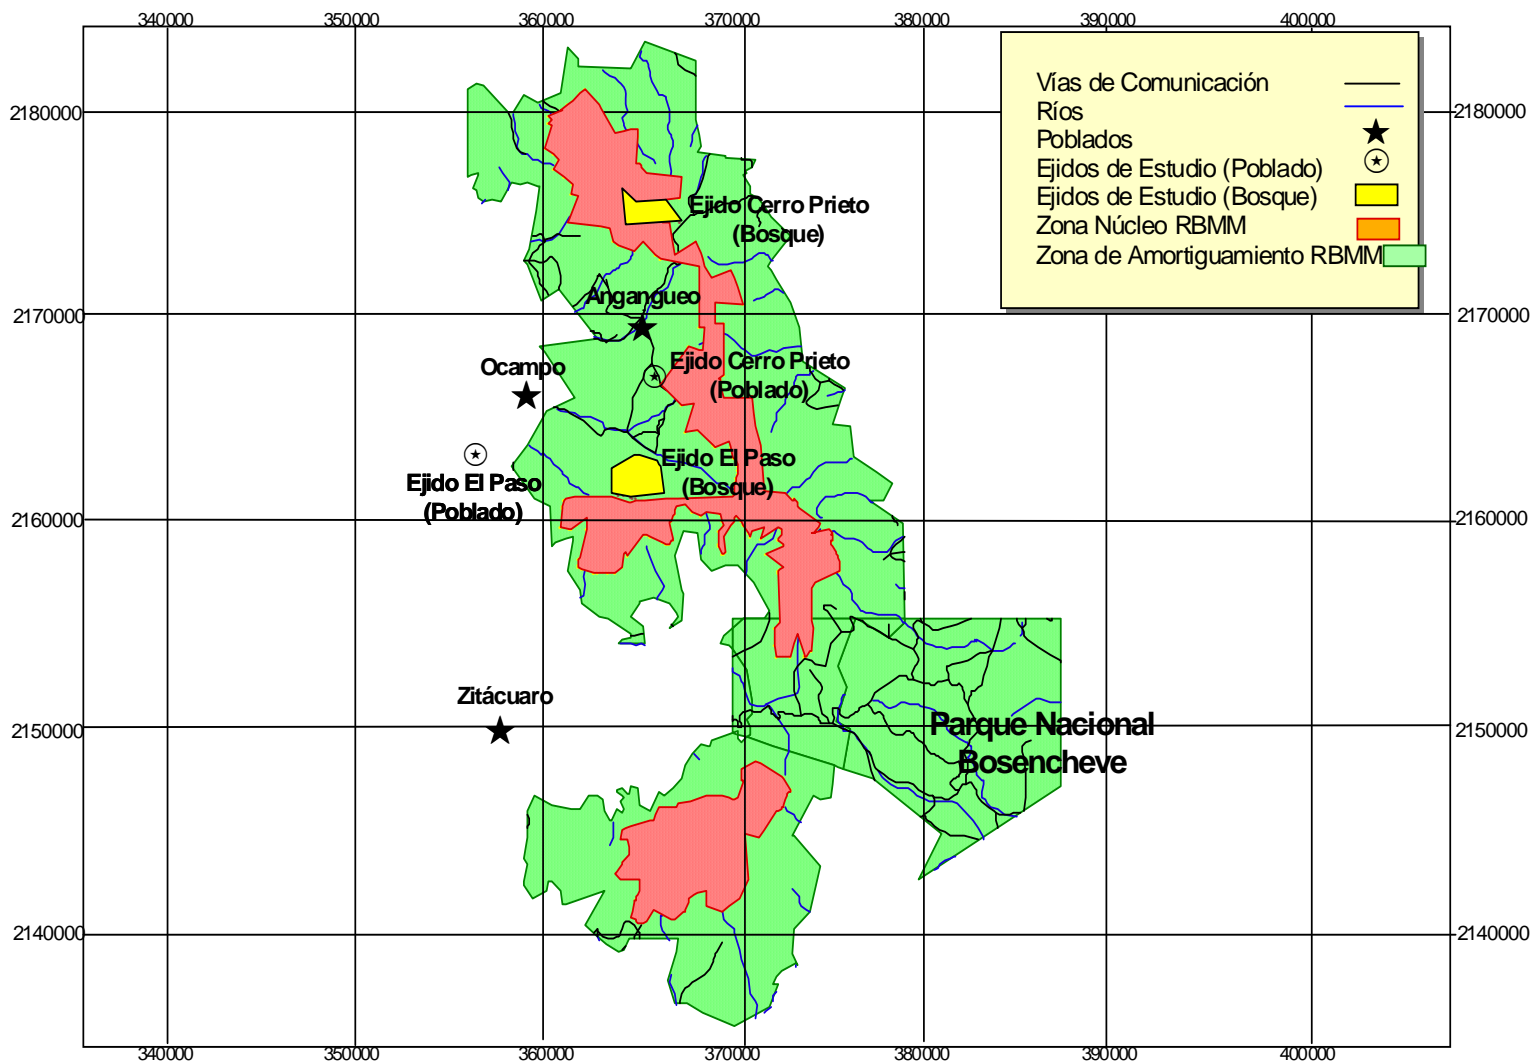 340000 350000 360000 370000 380000 390000 400000
Vías de Comunicación
Ríos
Poblados
Ejidos de Estudio (Poblado)
Ejidos de Estudio (Bosque)
Zona Núcleo RBMM
Zona de Amortiguamiento RBMM
2180000 2180000
Ejido Cerro Prieto
(Bosque)
Angangueo
2170000 2170000
Ocampo
Ejido Cerro Prieto
(Poblado)
Ejido El Paso
(Bosque)
Ejido El Paso
(Poblado)
2160000 2160000
Zitácuaro
2150000 2150000
Parque Nacional
Bosencheve
2140000 2140000
340000 350000 360000 370000 380000 390000 400000